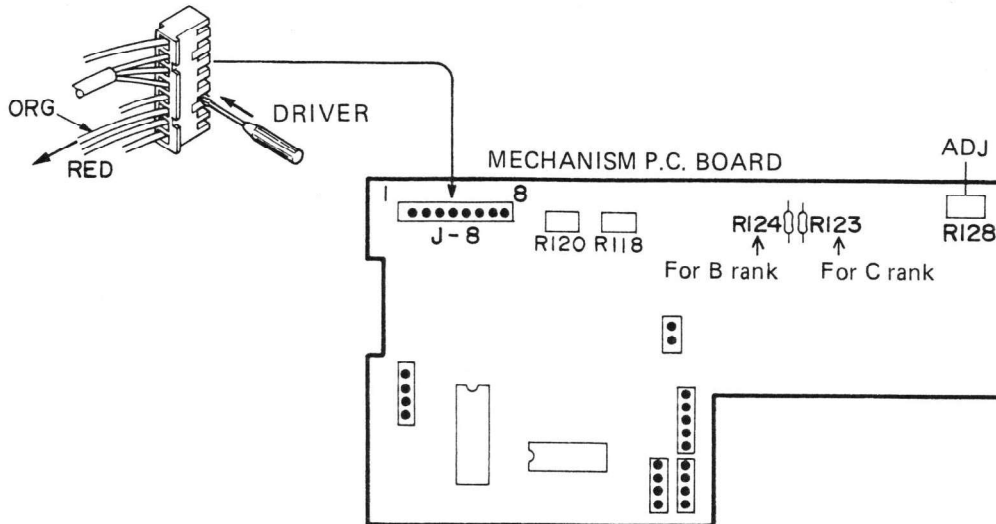 ORG
RED
DRIVER
MECHANISM P.C. BOARD
ADJ
1 8
J-8
R120 R118
R124 R123
R128
For B rank For C rank